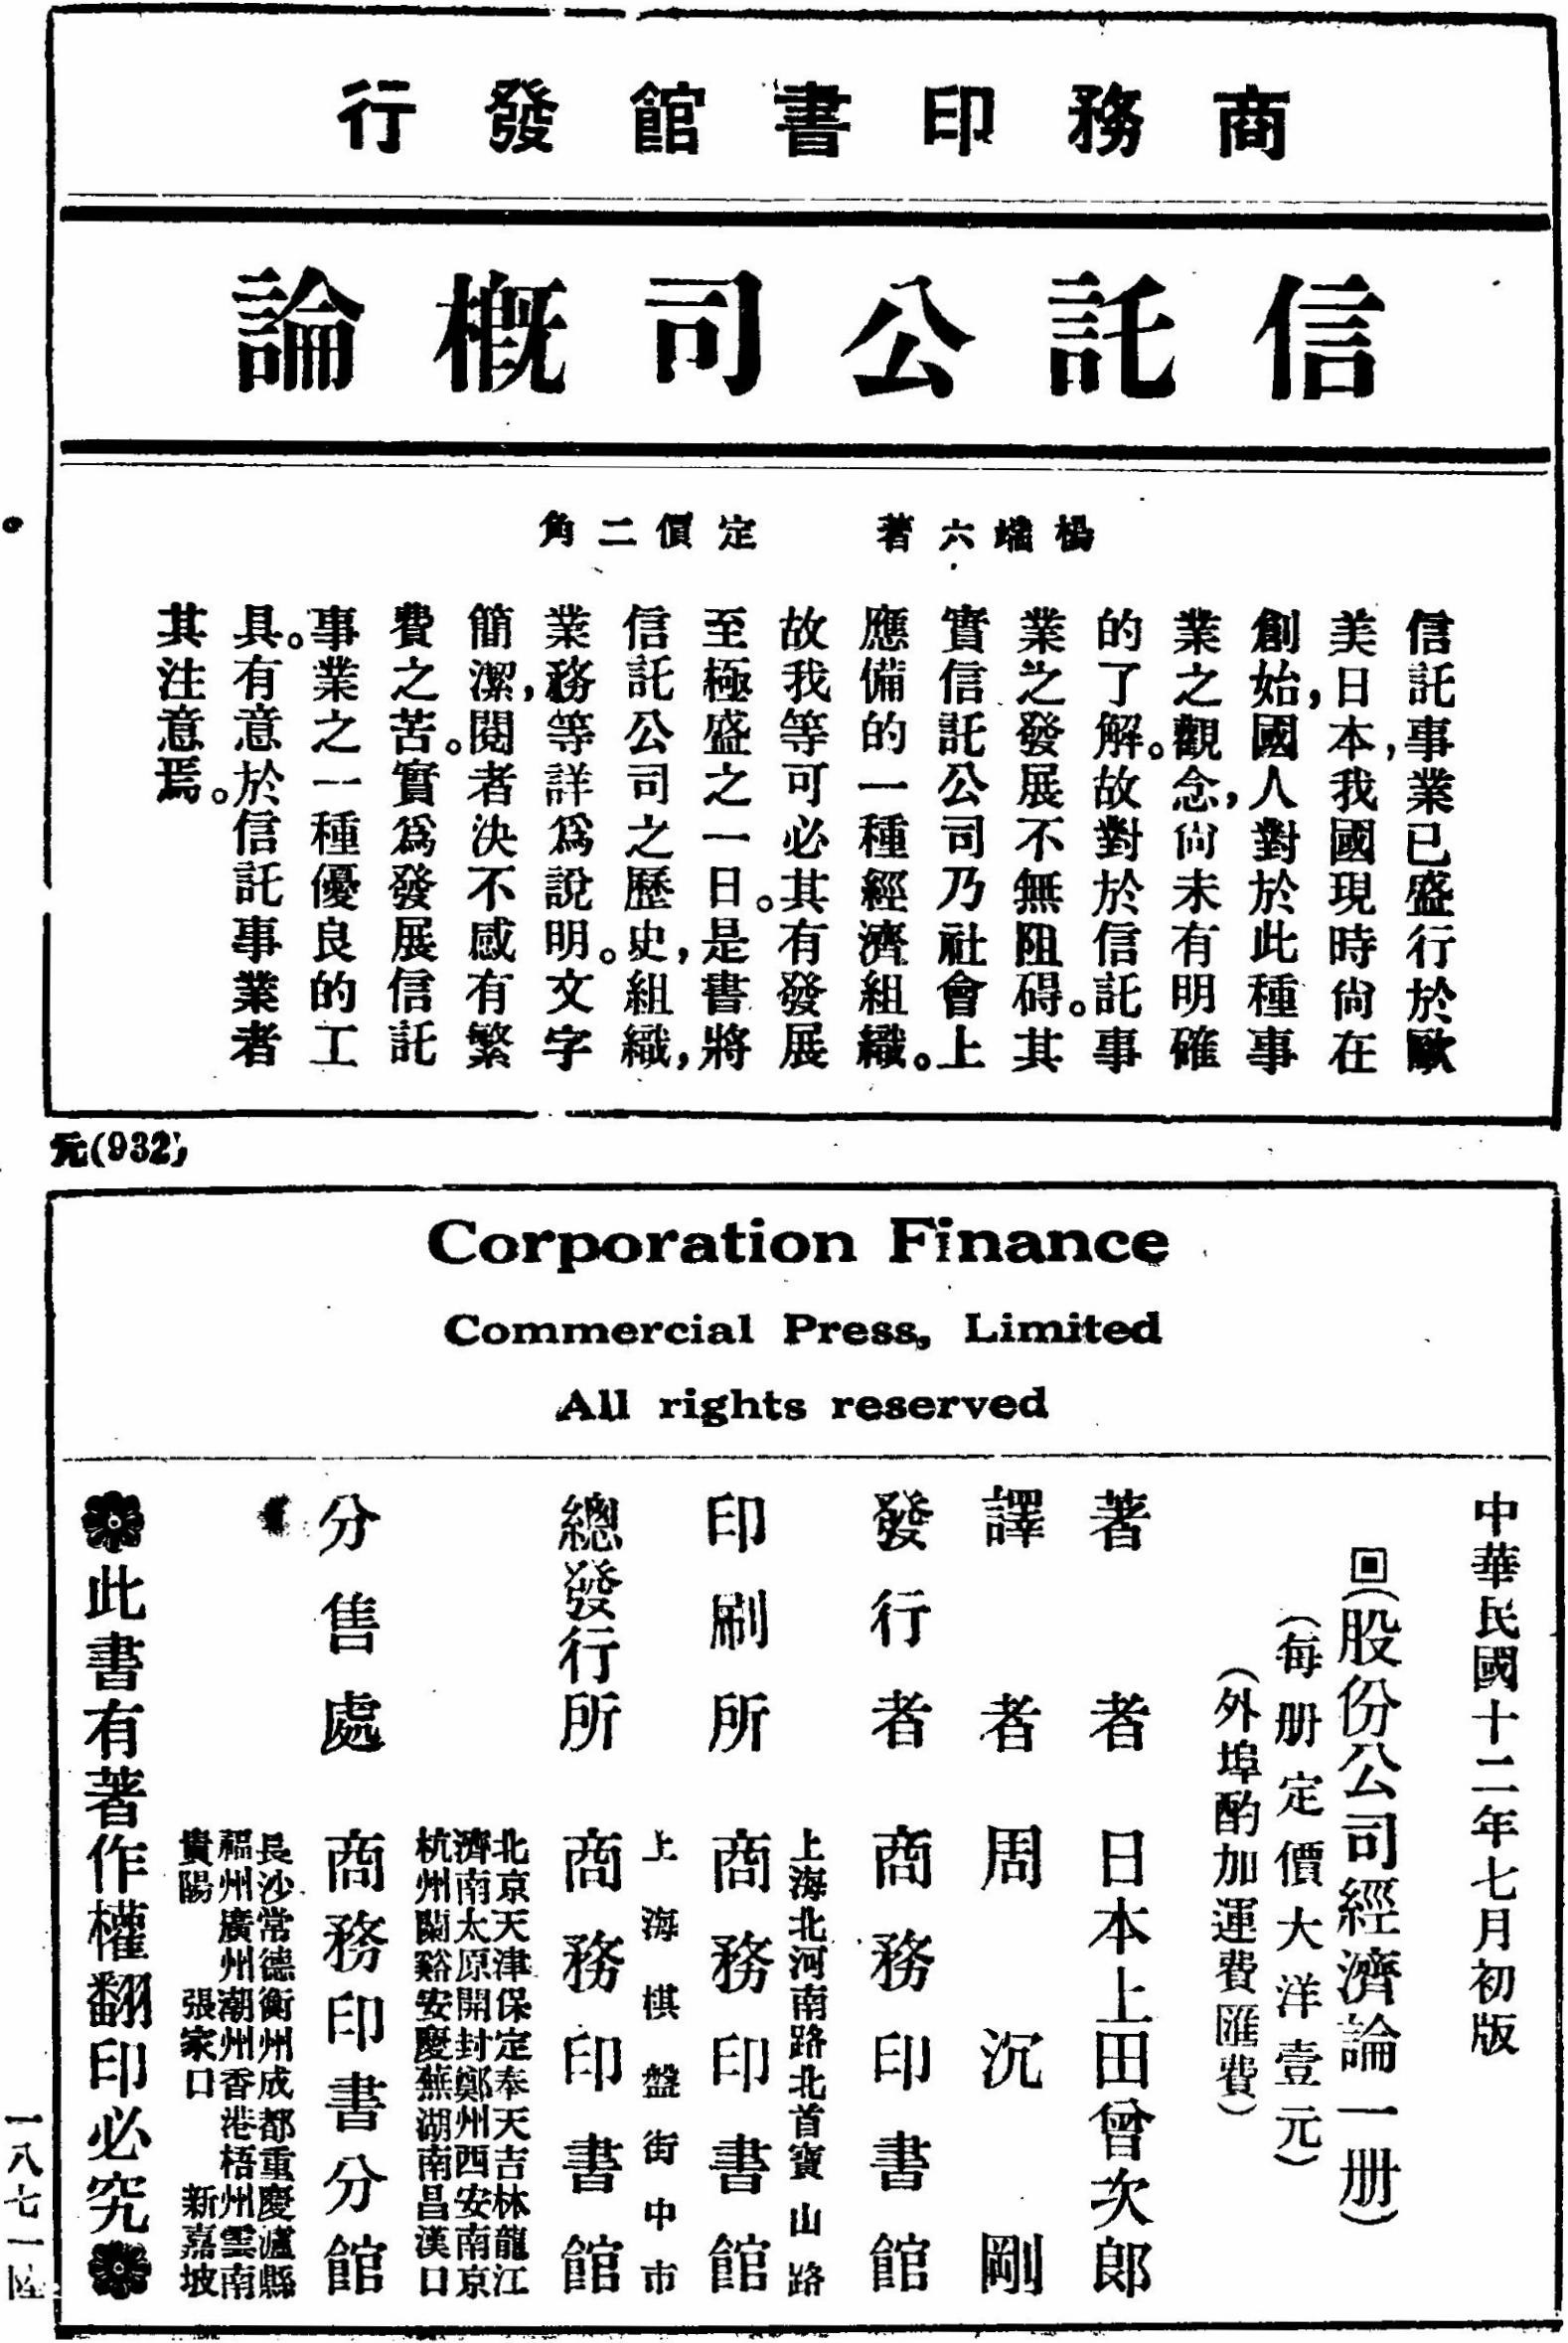 商務印書館發行
信託公司概論
楊端六著　定價二角
信託事業已盛行於歐
美日本，我國現時尙在
創始，國人對於此種事
業之觀念，尙未有明確
的了解。故對於信託事
業之發展不無阻碍。其
實信託公司乃社會上
應備的一種經濟組織。
故我等可必其有發展
至極盛之一日。是書將
信託公司之歷史，組織，
業務等詳爲說明。文字
簡潔，閱者決不感有繁
費之苦。實爲發展信託
事業之一種優良的工
具。有意於信託事業者
其注意焉。
元(932)
Corporation Finance
Commercial Press, Limited
All rights reserved
中華民國十二年七月初版
回(股份公司經濟論一册)
(每册定價大洋壹元)
(外埠酌加運費匯費)
著者　日本上田曾次郎
譯者　周沉剛
發行者　商務印書館
上海北河南路北首寶山路
印刷所　商務印書館
上海棋盤街中市
總發行所　商務印書館
北京天津保定奉天吉林龍江
濟南太原開封鄭州西安南京
杭州蘭谿安慶蕪湖南昌漢口
分售處　商務印書分館
長沙常德衡州成都重慶瀘縣
福州廣州潮州香港梧州雲南
貴陽　張家口　新嘉坡
此書有著作權翻印必究
一八七一陸